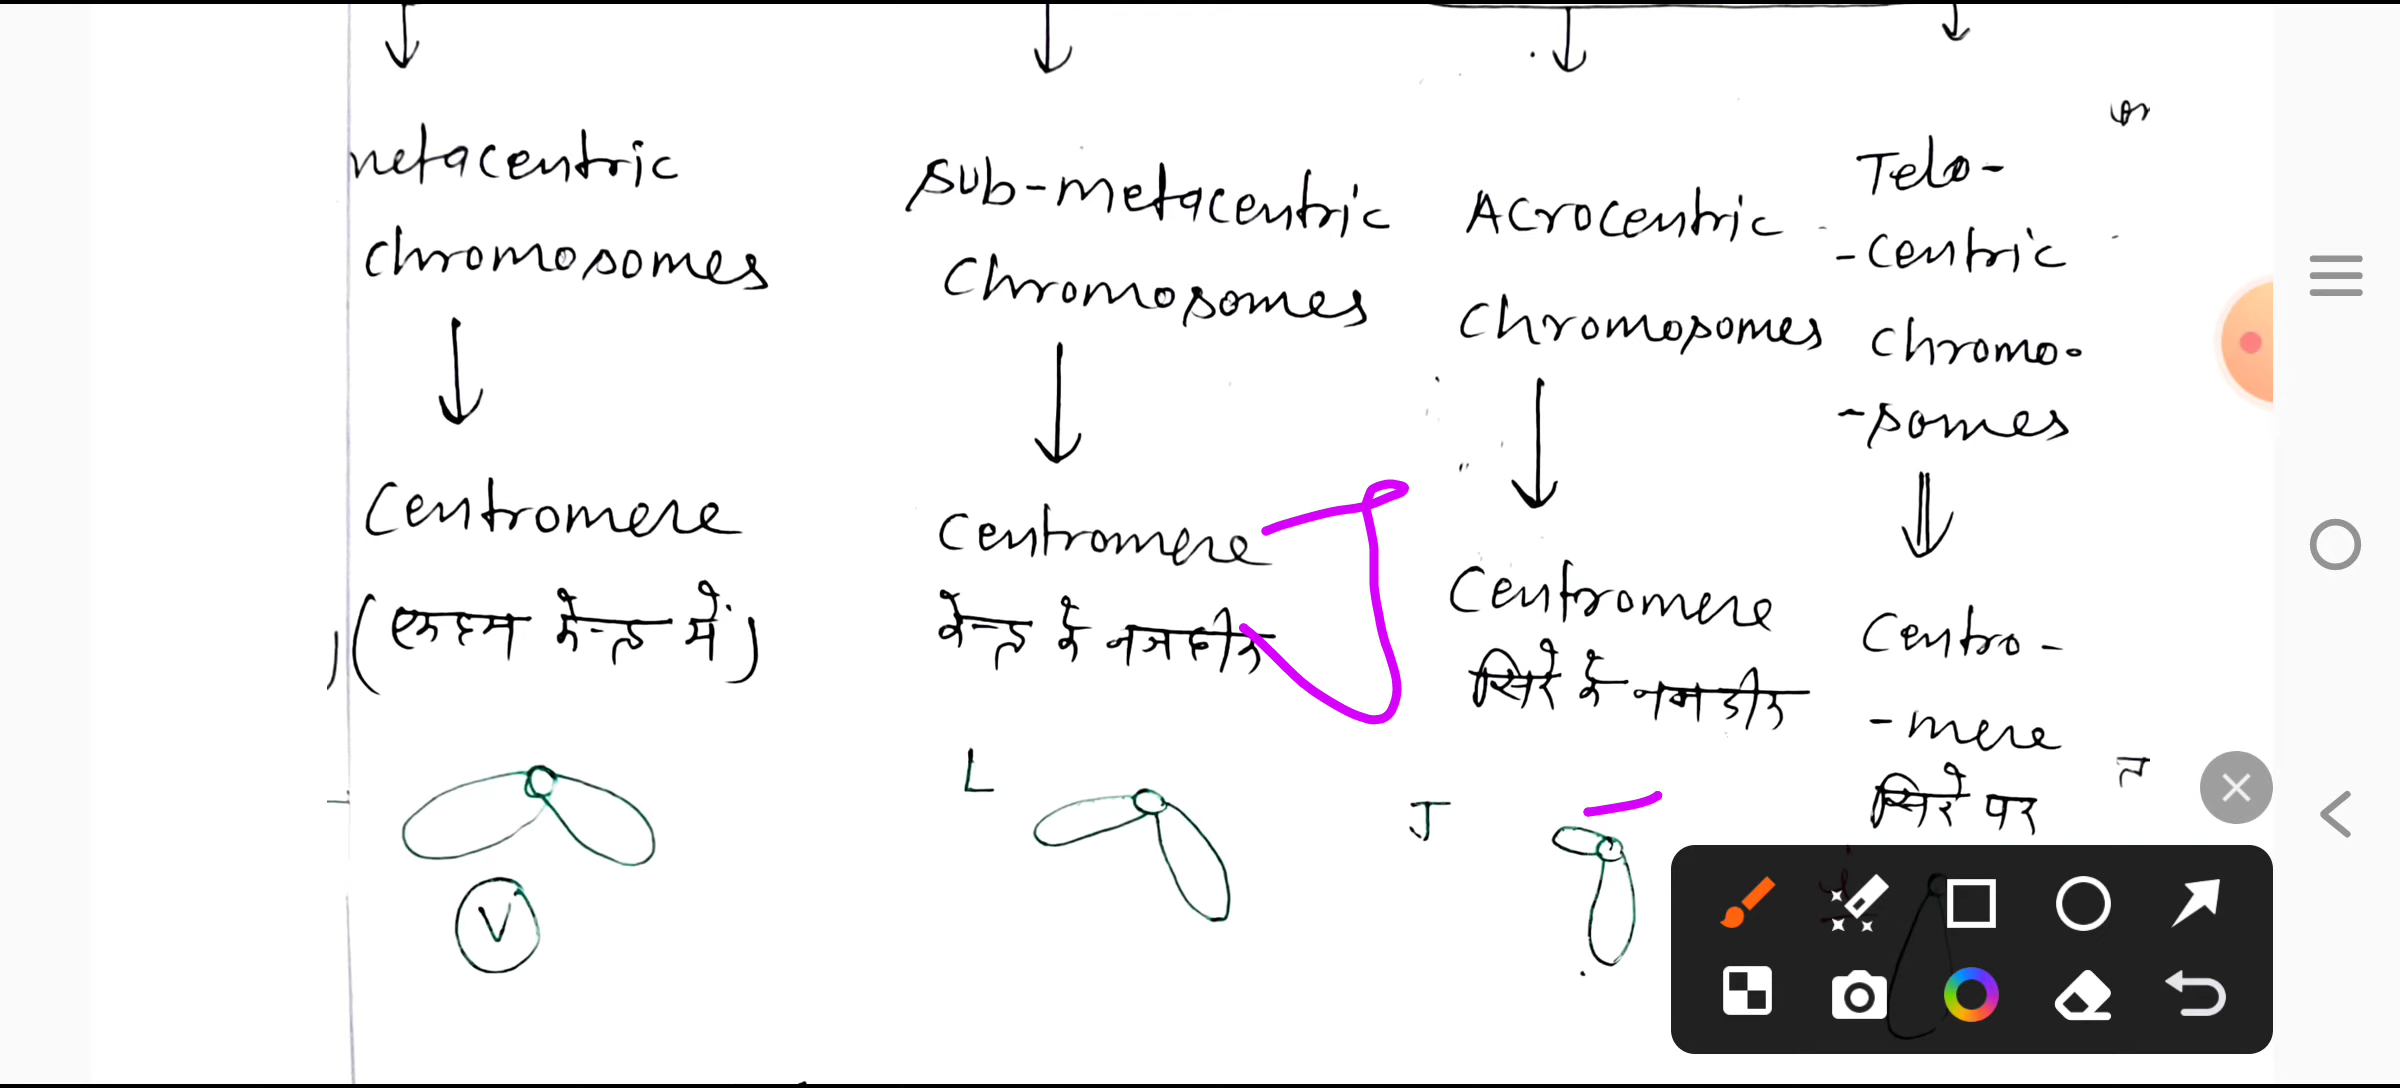 metacentric
chromosomes
Centromere
(एकदम केन्द्र में)
V
Sub-metacentric
Chromosomes
Centromere
केन्द्र के नजदीक
L
Acrocentric
Chromosomes
Centromere
सिरे के नजदीक
J
Telo-
-centric
chromo-
-somes
Centro-
-mere
सिरे पर